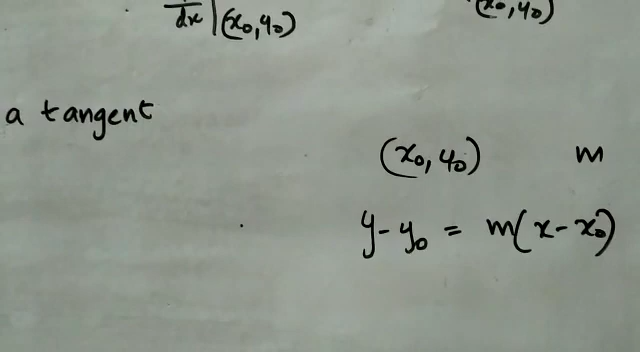 dx |(x₀,y₀) (x₀,y₀)
a tangent
(x₀,y₀) m
y-y₀ = m(x-x₀)